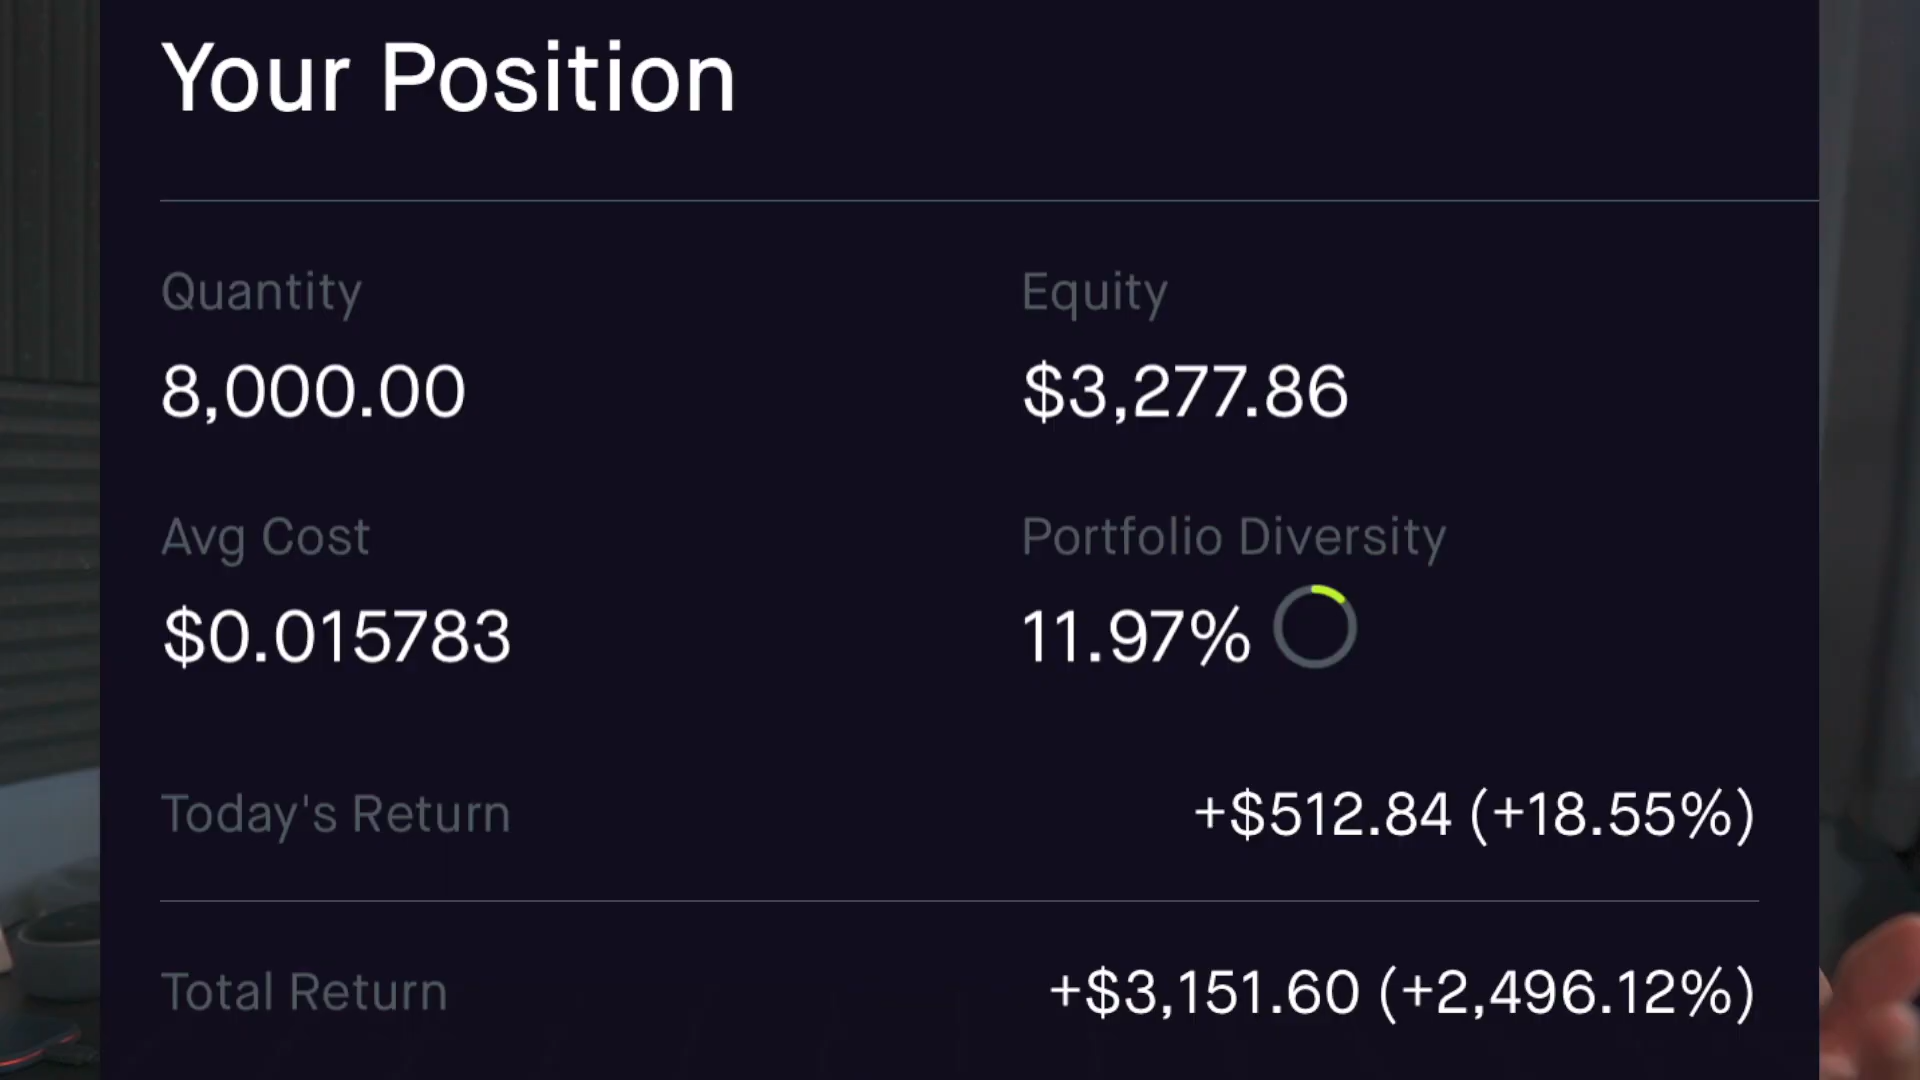 Your Position
Quantity
Equity
8,000.00
$3,277.86
Avg Cost
Portfolio Diversity
$0.015783
11.97%
Today's Return
+$512.84 (+18.55%)
Total Return
+$3,151.60 (+2,496.12%)